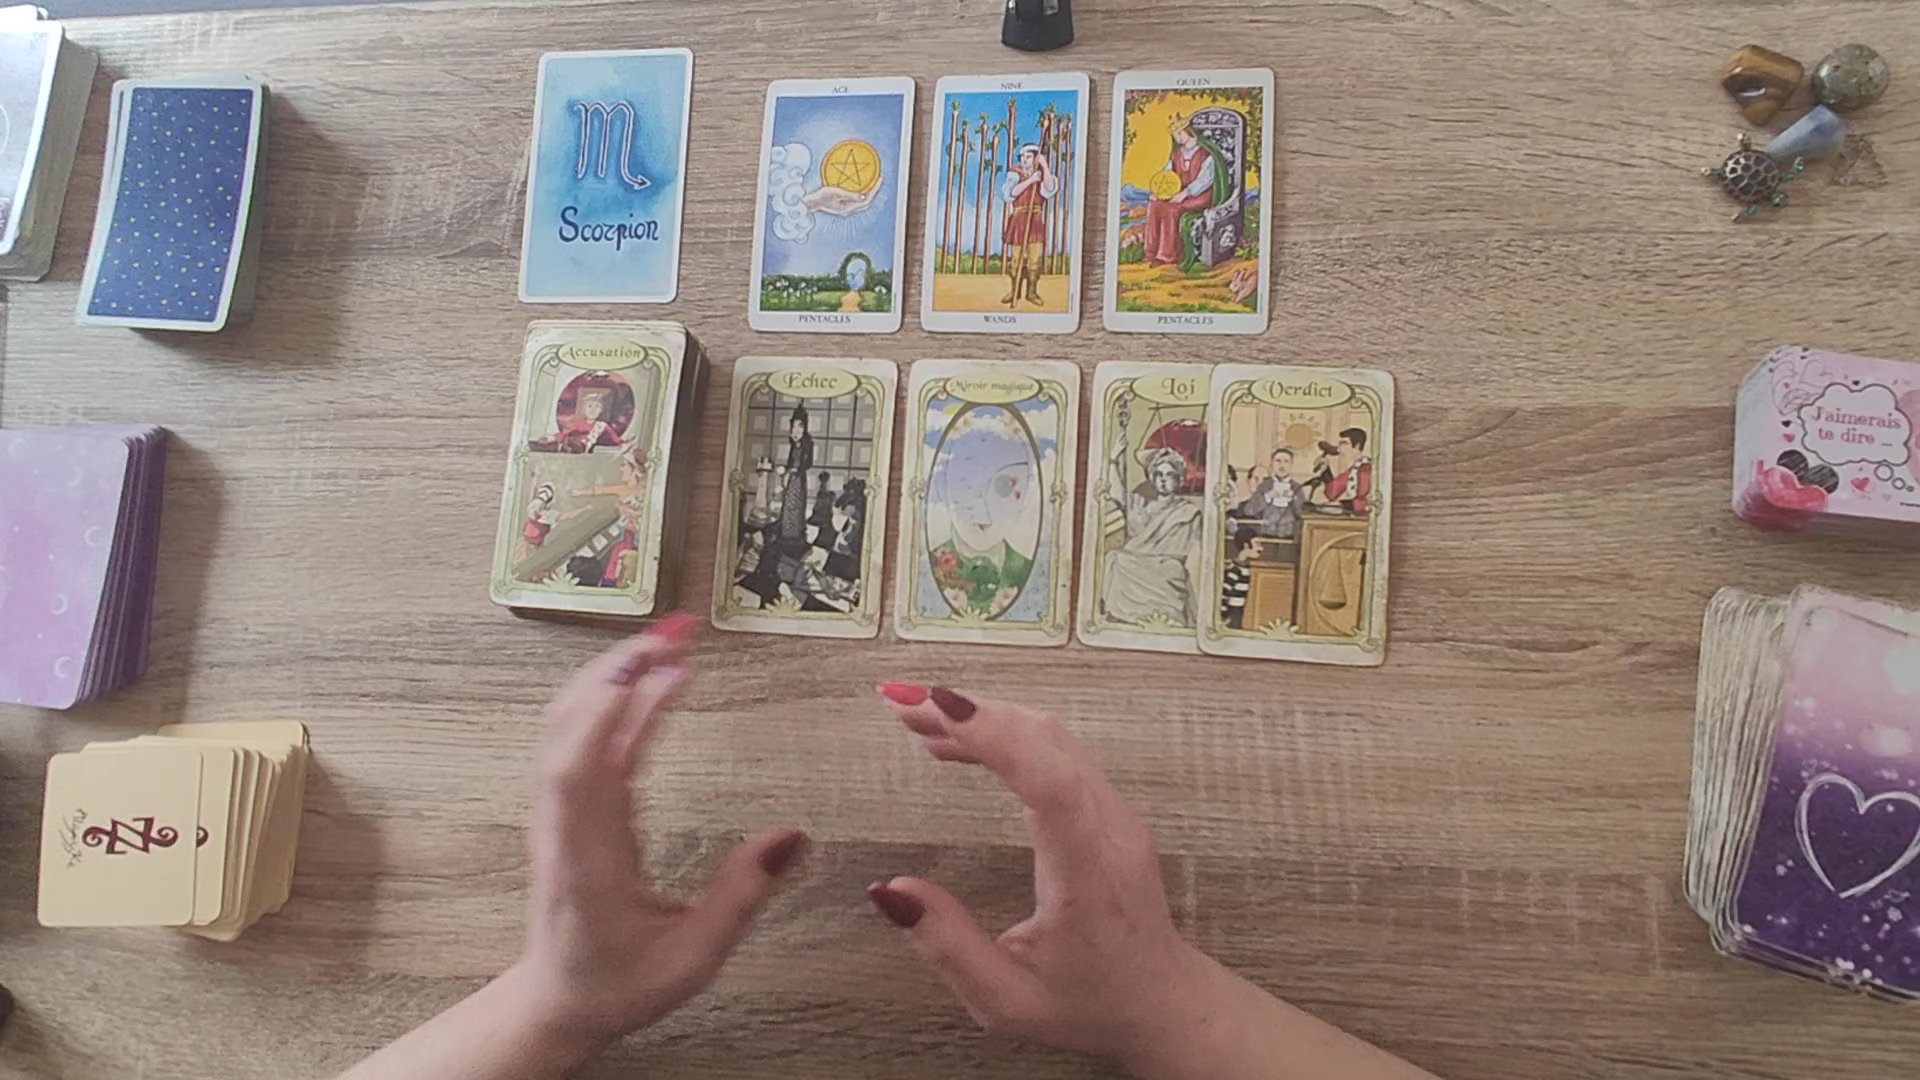 Scorpion
ACE
PENTACLES
NINE
WANDS
QUEEN
PENTACLES
Accusation
Echec
Miroir magique
Loi
Verdict
J'aimerais
te dire ...